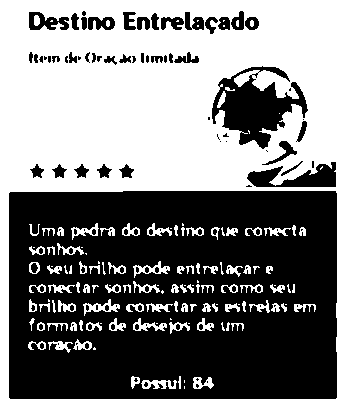 Destino Entrelaçado
Item de Oração limitada
Uma pedra do destino que conecta
sonhos.
O seu brilho pode entrelaçar e
conectar sonhos, assim como seu
brilho pode conectar as estrelas em
formatos de desejos de um
coração.
Possui: 84